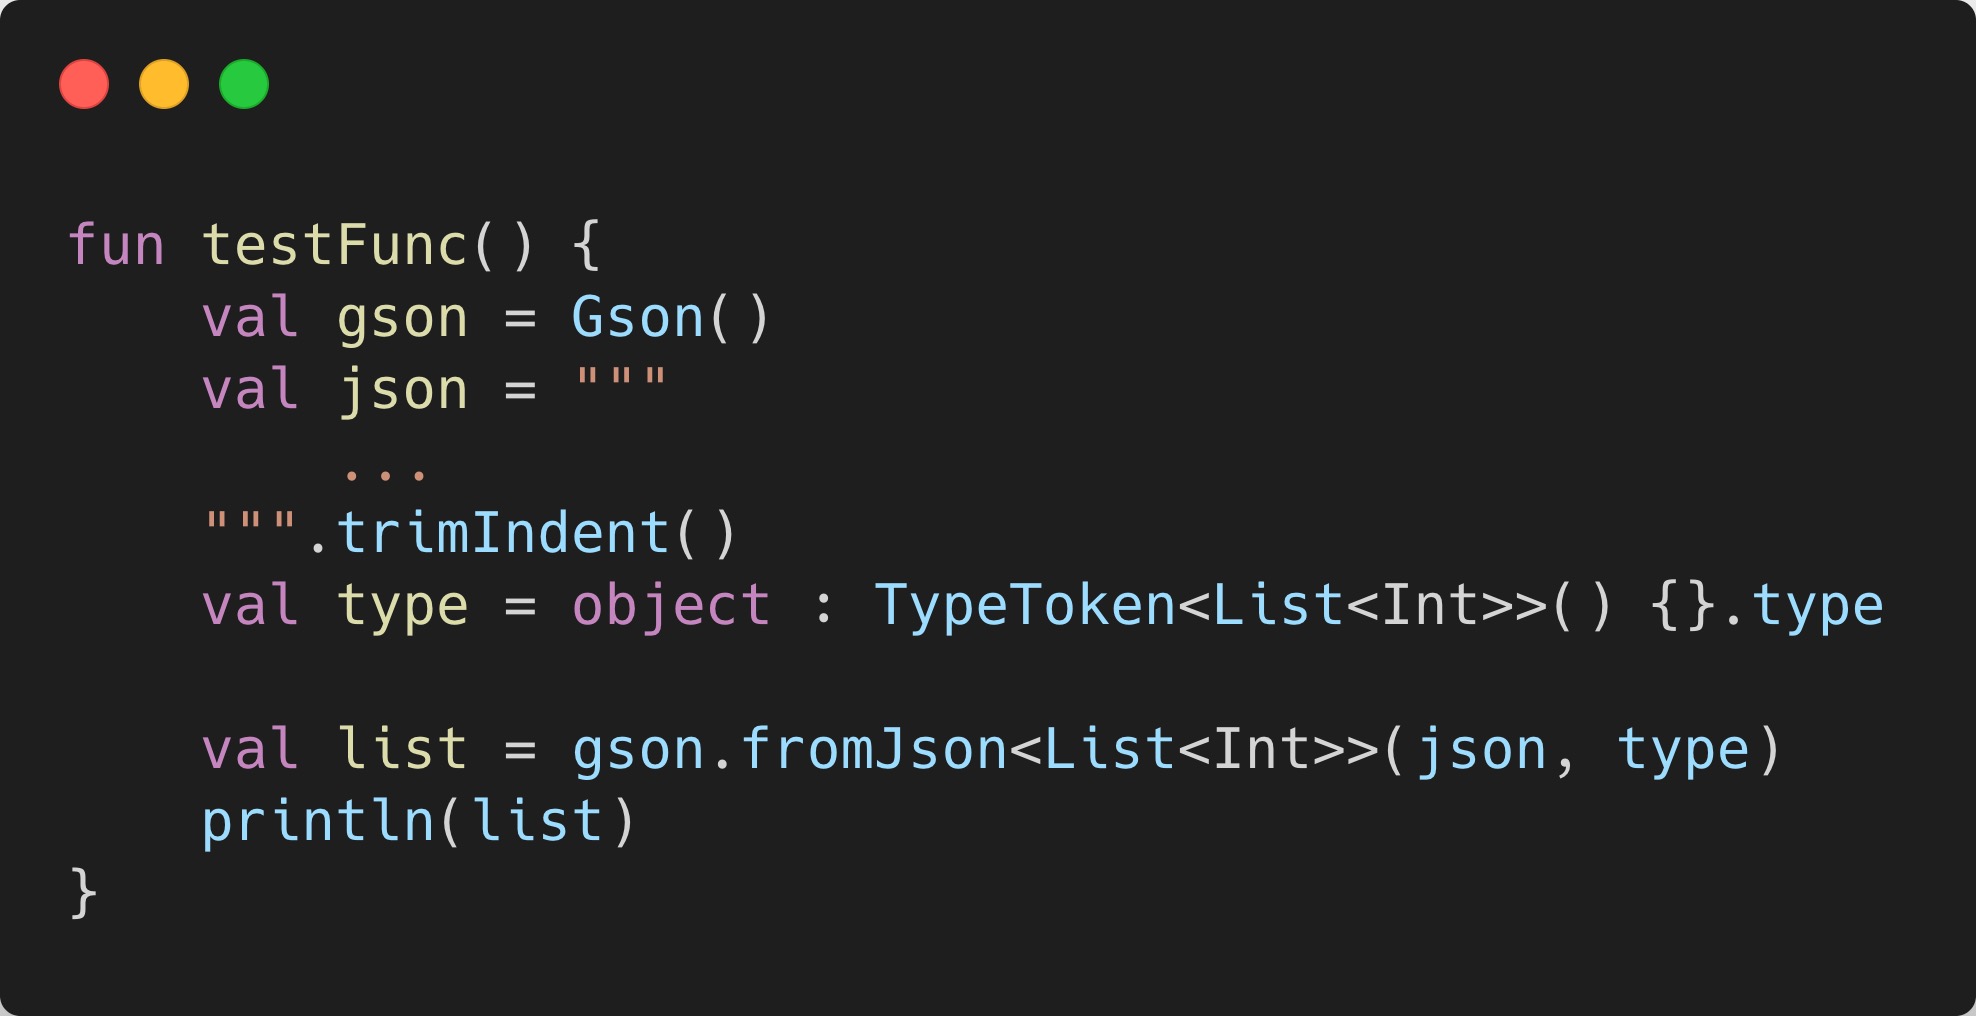 fun testFunc() {
    val gson = Gson()
    val json = """
        ...
    """.trimIndent()
    val type = object : TypeToken<List<Int>>() {}.type

    val list = gson.fromJson<List<Int>>(json, type)
    println(list)
}